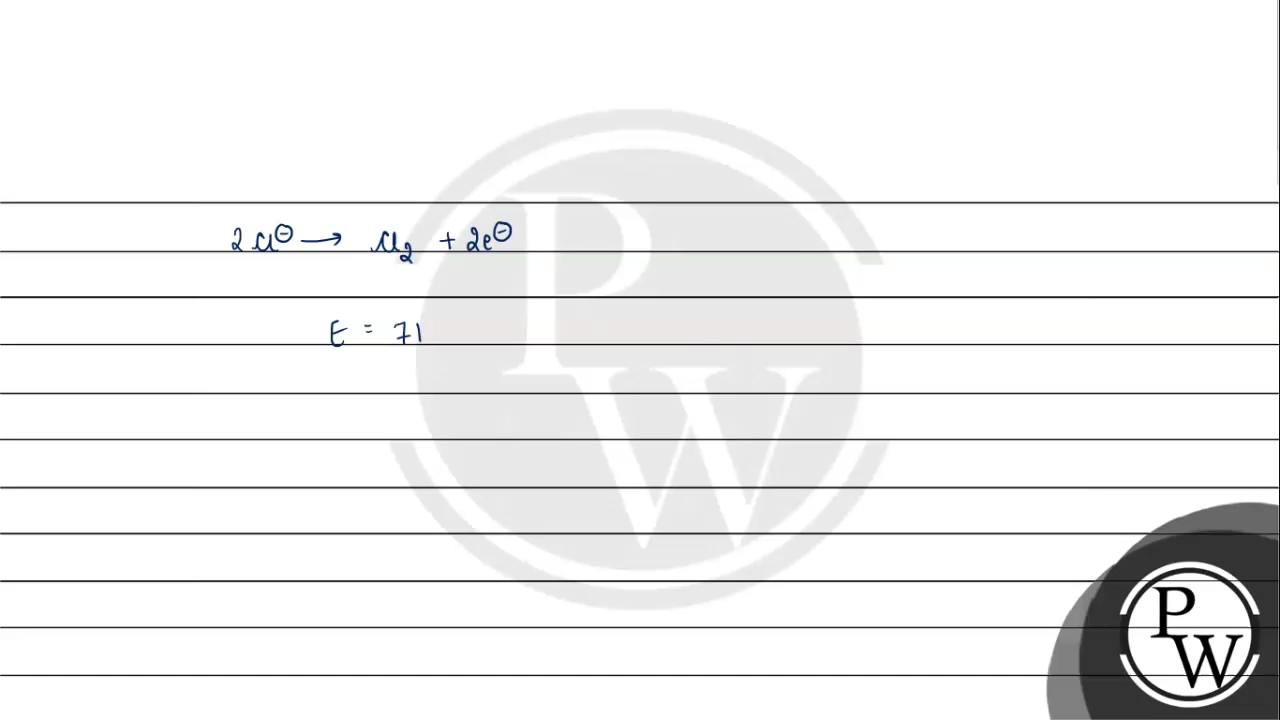 2Cl⊖ → Cl₂ + 2e⊖
E = 71
P
W
P
W